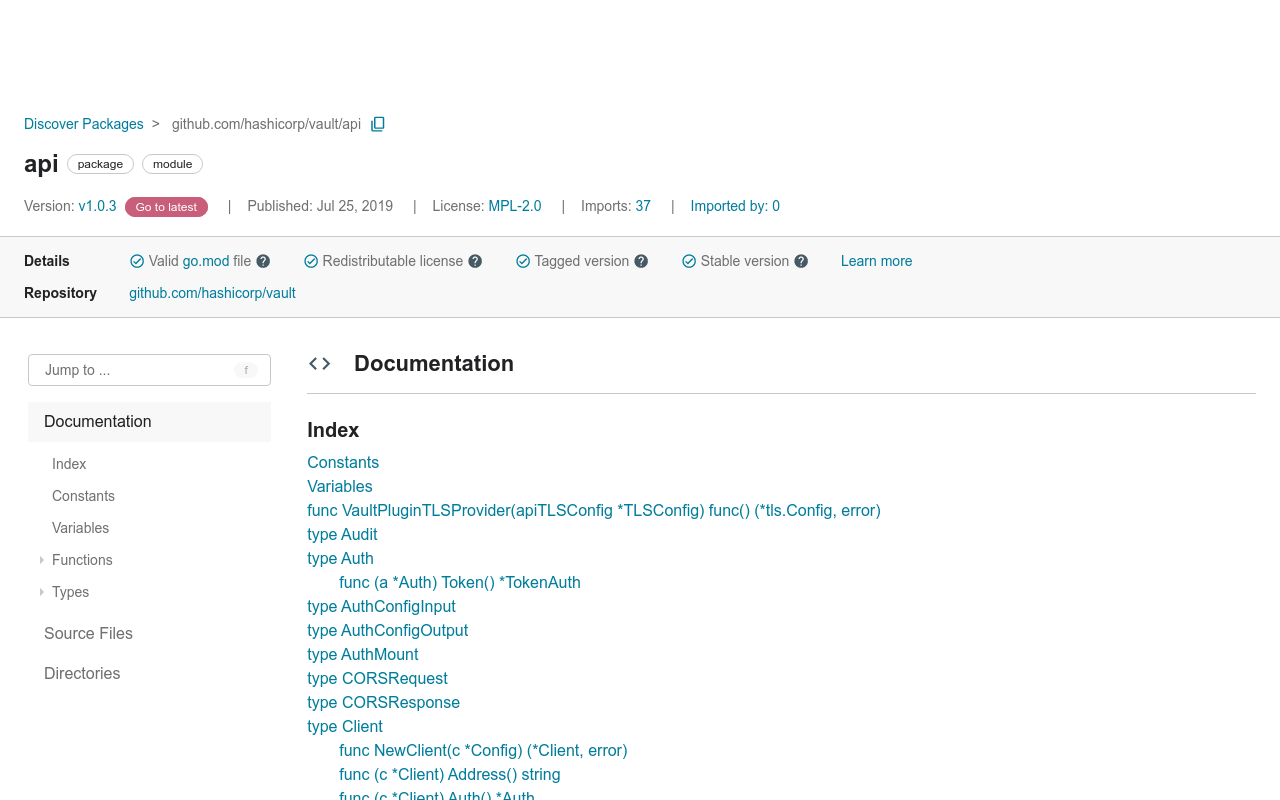 Discover Packages > github.com/hashicorp/vault/api
api package module
Version: v1.0.3 Go to latest | Published: Jul 25, 2019 | License: MPL-2.0 | Imports: 37 | Imported by: 0
Details Valid go.mod file Redistributable license Tagged version Stable version Learn more
Repository github.com/hashicorp/vault
Jump to ... f
Documentation
Index
Constants
Variables
Functions
Types
Source Files
Directories
Documentation
Index
Constants
Variables
func VaultPluginTLSProvider(apiTLSConfig *TLSConfig) func() (*tls.Config, error)
type Audit
type Auth
func (a *Auth) Token() *TokenAuth
type AuthConfigInput
type AuthConfigOutput
type AuthMount
type CORSRequest
type CORSResponse
type Client
func NewClient(c *Config) (*Client, error)
func (c *Client) Address() string
func (c *Client) Auth() *Auth